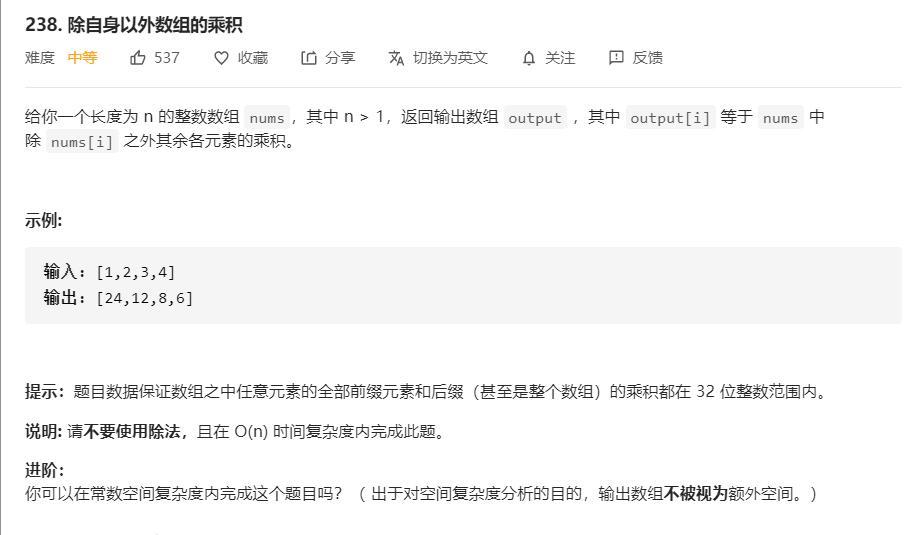 238. 除自身以外数组的乘积
难度 中等 537 收藏 分享 切换为英文 关注 反馈
给你一个长度为 n 的整数数组 nums，其中 n > 1，返回输出数组 output ，其中 output[i] 等于 nums 中
除 nums[i] 之外其余各元素的乘积。
示例:
输入: [1,2,3,4]
输出: [24,12,8,6]
提示：题目数据保证数组之中任意元素的全部前缀元素和后缀（甚至是整个数组）的乘积都在 32 位整数范围内。
说明: 请不要使用除法，且在 O(n) 时间复杂度内完成此题。
进阶：
你可以在常数空间复杂度内完成这个题目吗？（ 出于对空间复杂度分析的目的，输出数组不被视为额外空间。）